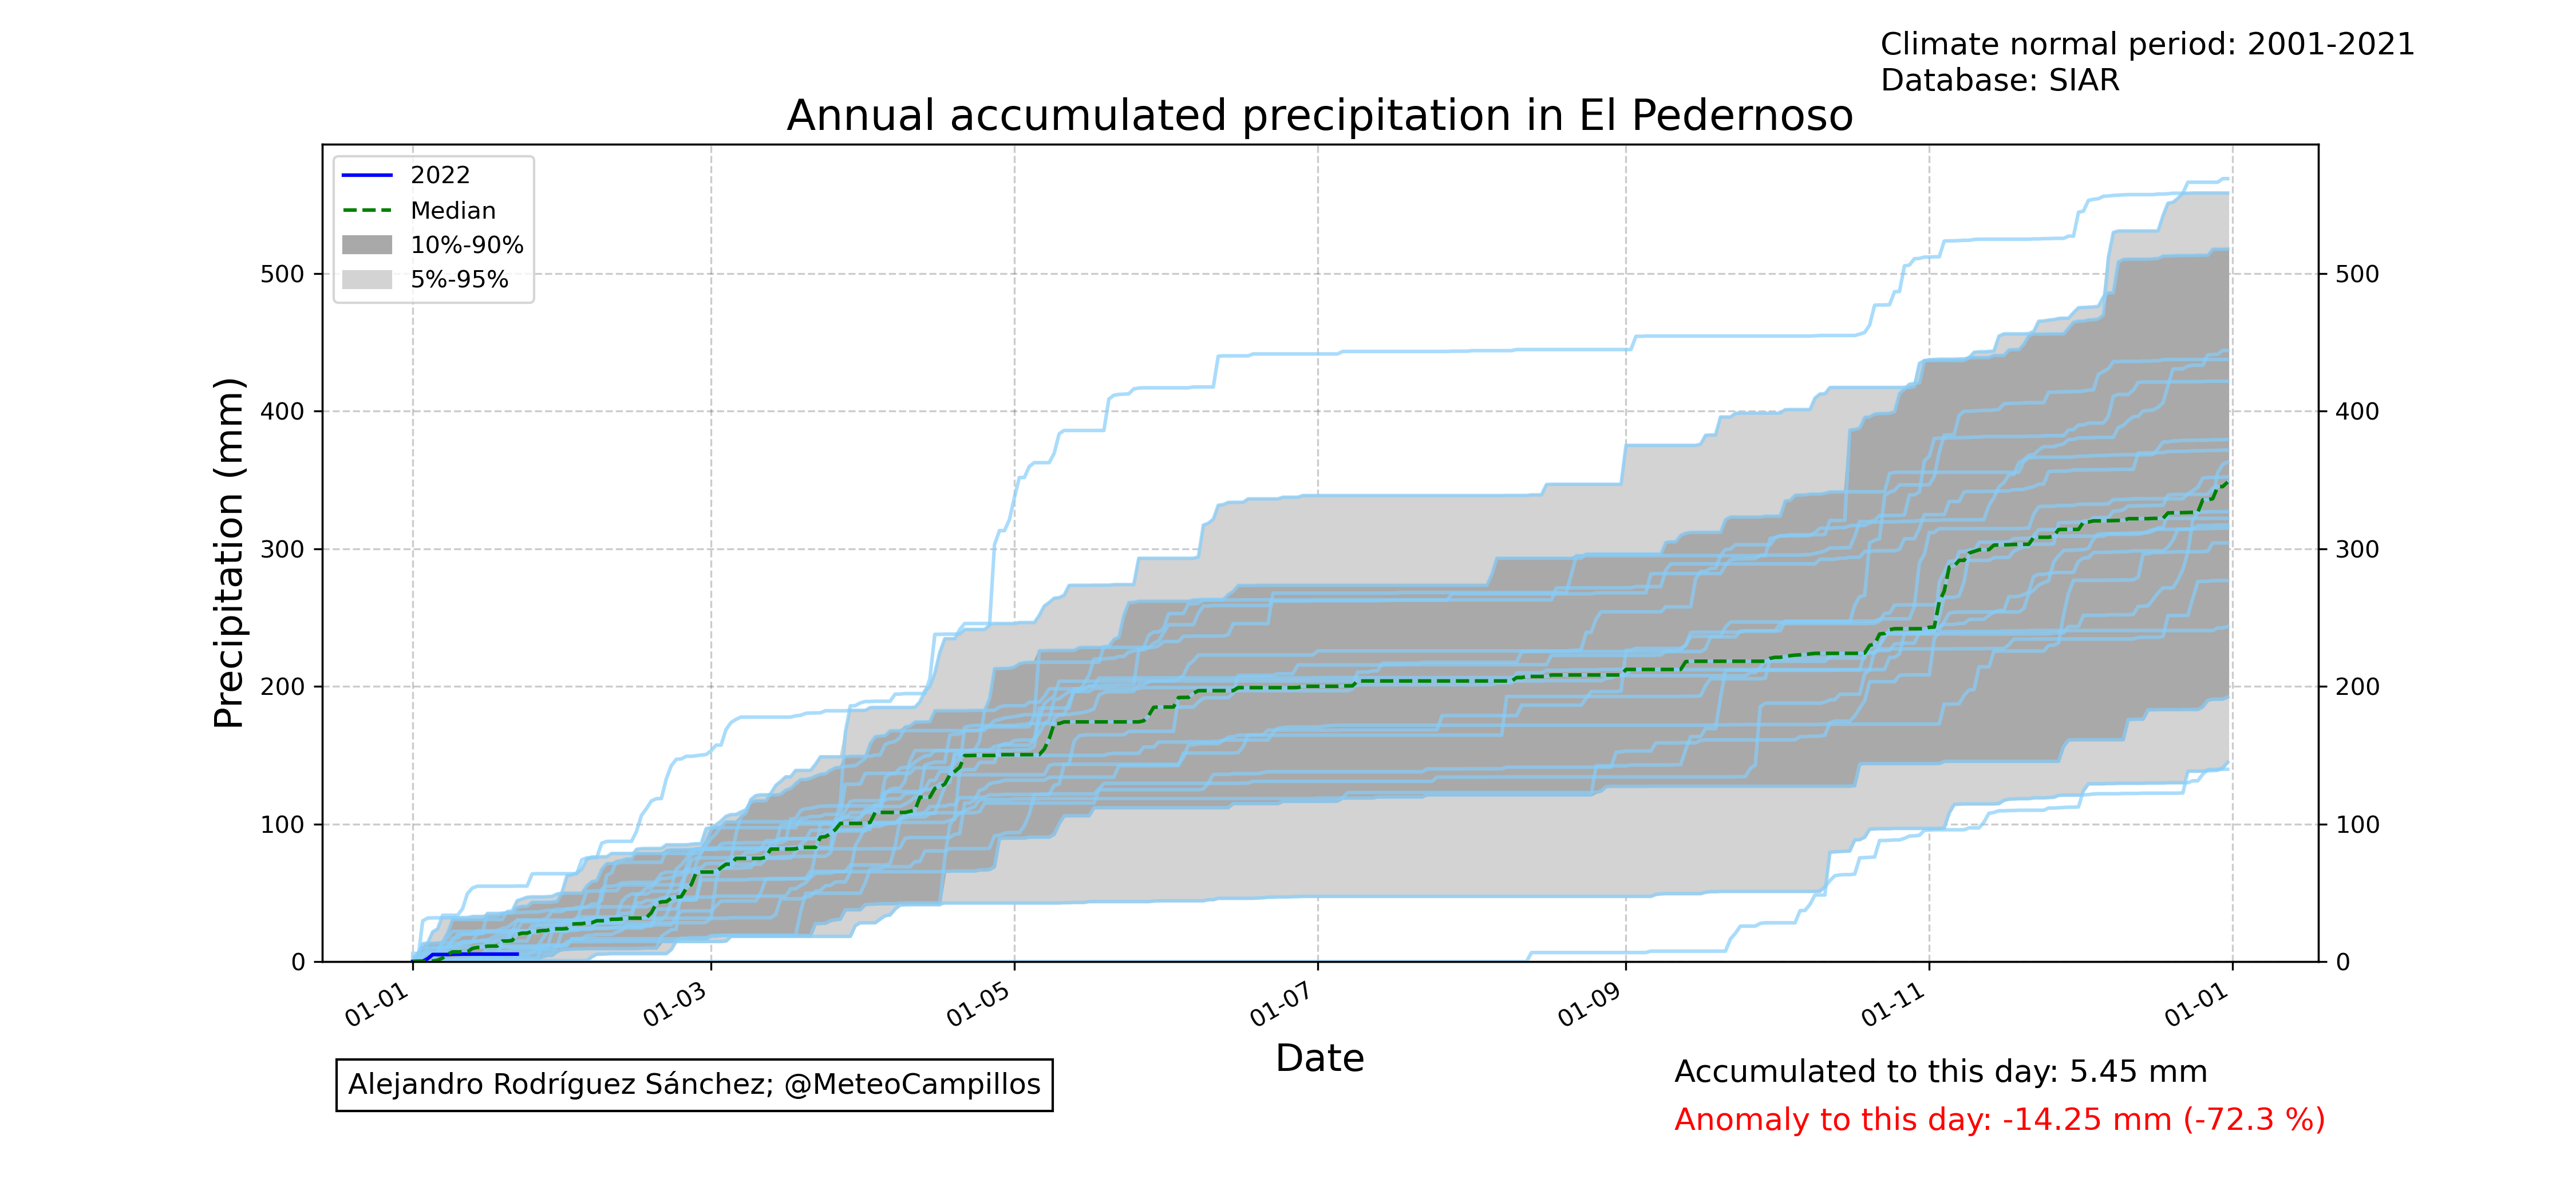 Climate normal period: 2001-2021
Database: SIAR
Annual accumulated precipitation in El Pedernoso
2022
Median
10%-90%
5%-95%
Precipitation (mm)
500
400
300
200
100
0
500
400
300
200
100
0
01-01
01-03
01-05
01-07
01-09
01-11
01-01
Date
Alejandro Rodríguez Sánchez; @MeteoCampillos
Accumulated to this day: 5.45 mm
Anomaly to this day: -14.25 mm (-72.3 %)